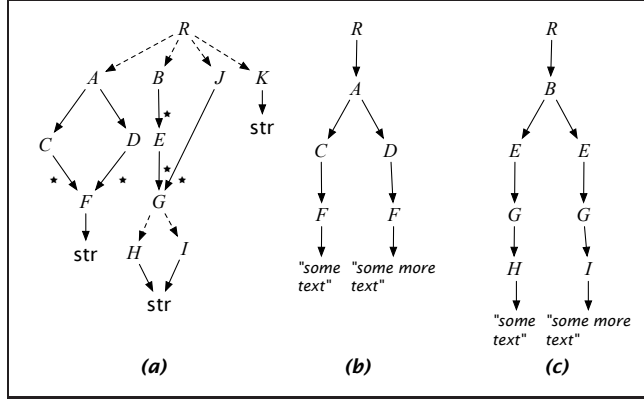 R
A B J K
str
C D E
F G
str
H I
str
(a)
R
A
C D
F F
"some text"
"some more text"
(b)
R
B
E E
G G
H I
"some text"
"some more text"
(c)